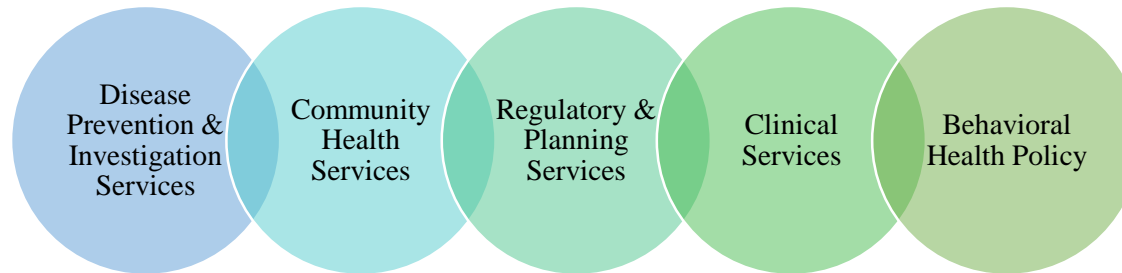 Disease
Prevention &
Investigation
Services
Community
Health
Services
Regulatory &
Planning
Services
Clinical
Services
Behavioral
Health Policy